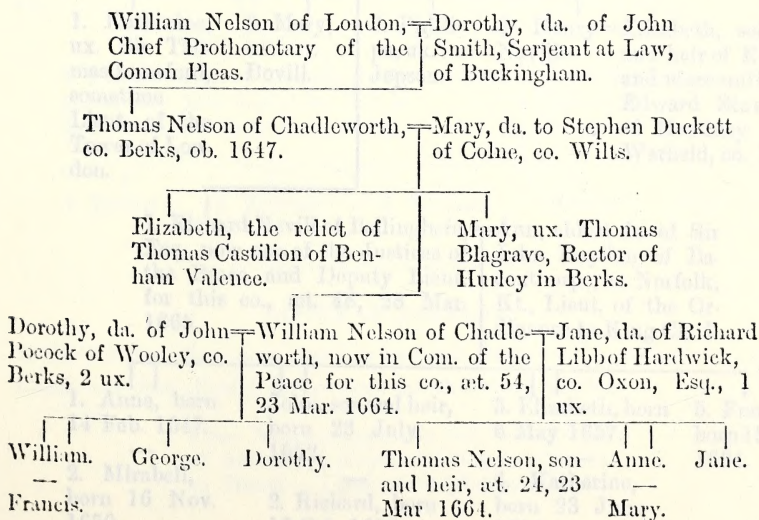 William Nelson of London,
Chief Prothonotary of the
Comon Pleas.
Dorothy, da. of John
Smith, Serjeant at Law,
of Buckingham.
Thomas Nelson of Chadleworth,
co. Berks, ob. 1647.
Mary, da. to Stephen Duckett
of Colne, co. Wilts.
Elizabeth, the relict of
Thomas Castilion of Ben-
ham Valence.
Mary, ux. Thomas
Blagrave, Rector of
Hurley in Berks.
Dorothy, da. of John
Pocock of Wooley, co.
Berks, 2 ux.
William Nelson of Chadle-
worth, now in Com. of the
Peace for this co., æt. 54,
23 Mar. 1664.
Jane, da. of Richard
Libb of Hardwick,
co. Oxon, Esq., 1
ux.
William.
—
Francis.
George.
Dorothy.
Thomas Nelson, son
and heir, æt. 24, 23
Mar 1664.
Anne.
—
Mary.
Jane.